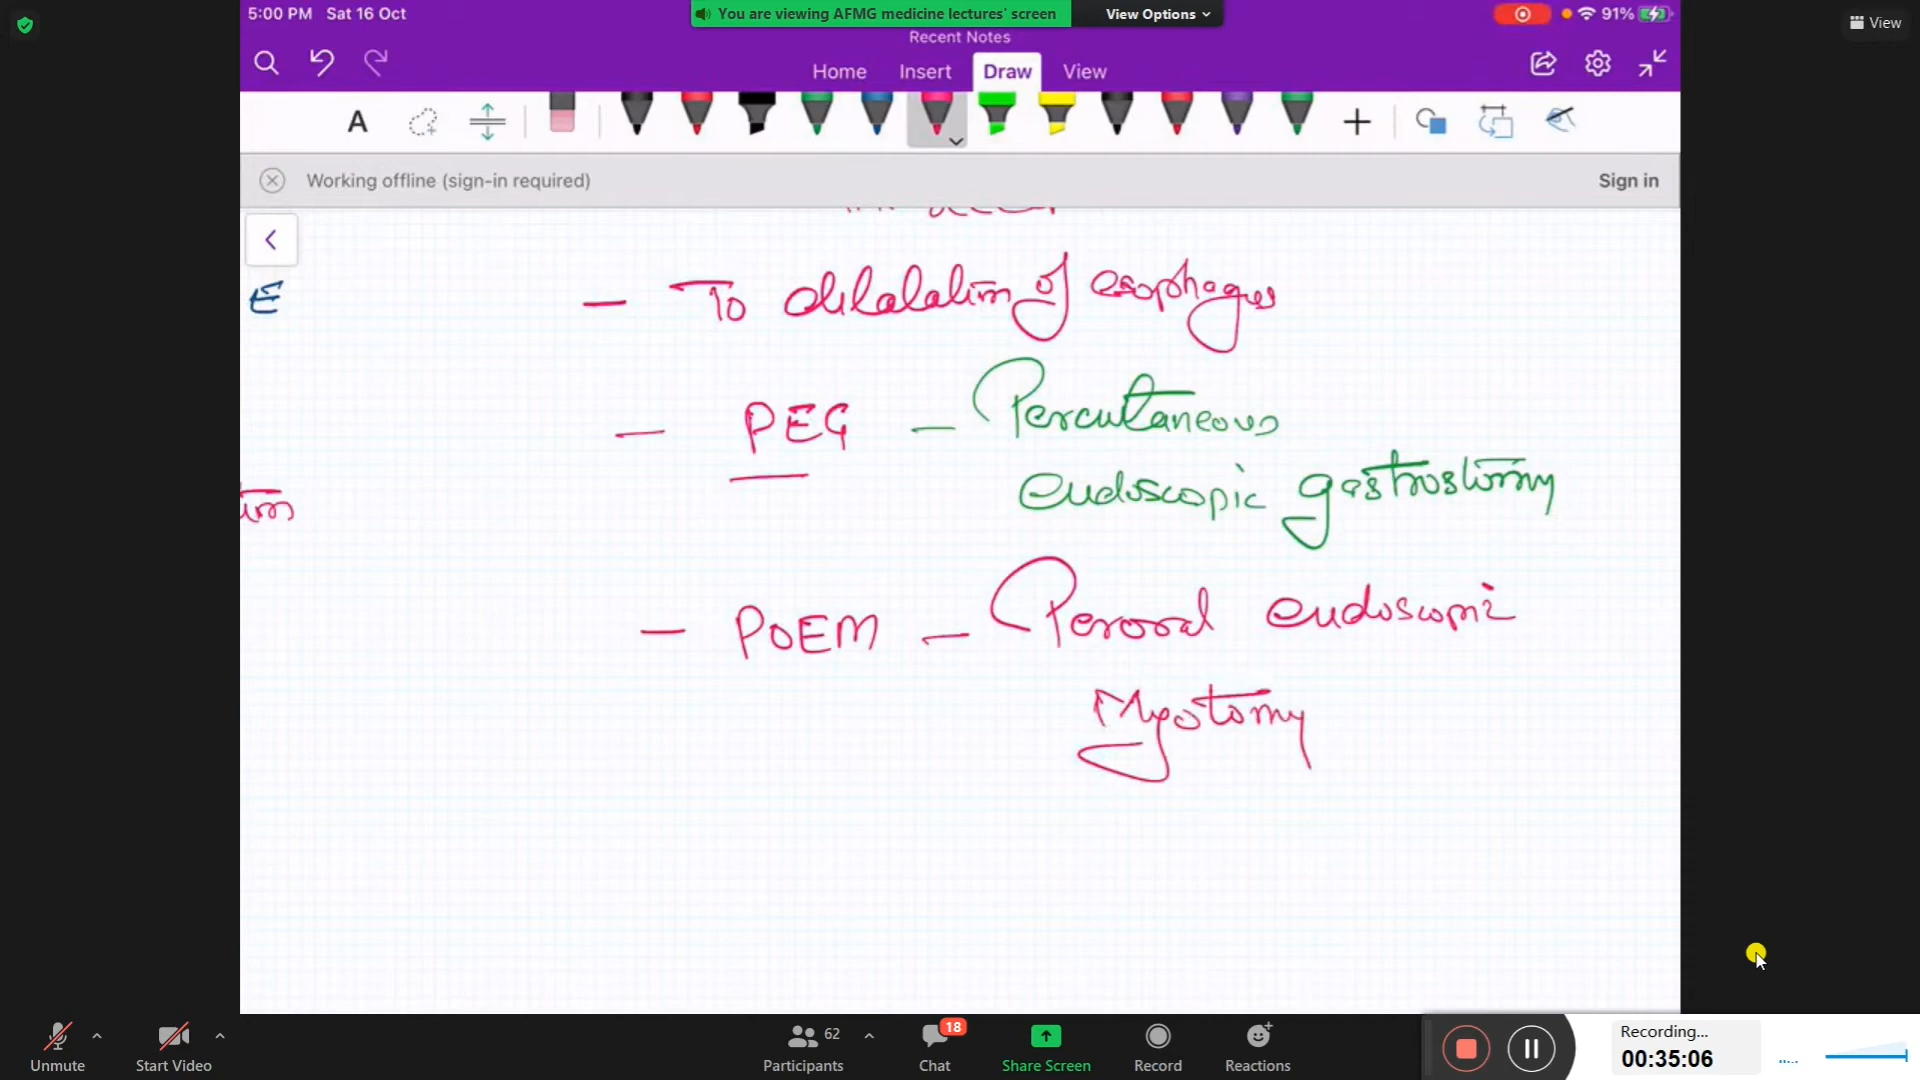 5:00 PM Sat 16 Oct
You are viewing AFMG medicine lectures' screen
View Options
91%
View
Recent Notes
Home Insert Draw View
A
Working offline (sign-in required)
Sign in
- To dilalation of esophagus
E
- PEG - Percutaneous
endoscopic gastrostomy
- POEM - Peroral endoscopic
Myotomy
Unmute
Start Video
62
Participants
18
Chat
Share Screen
Record
Reactions
Recording...
00:35:06